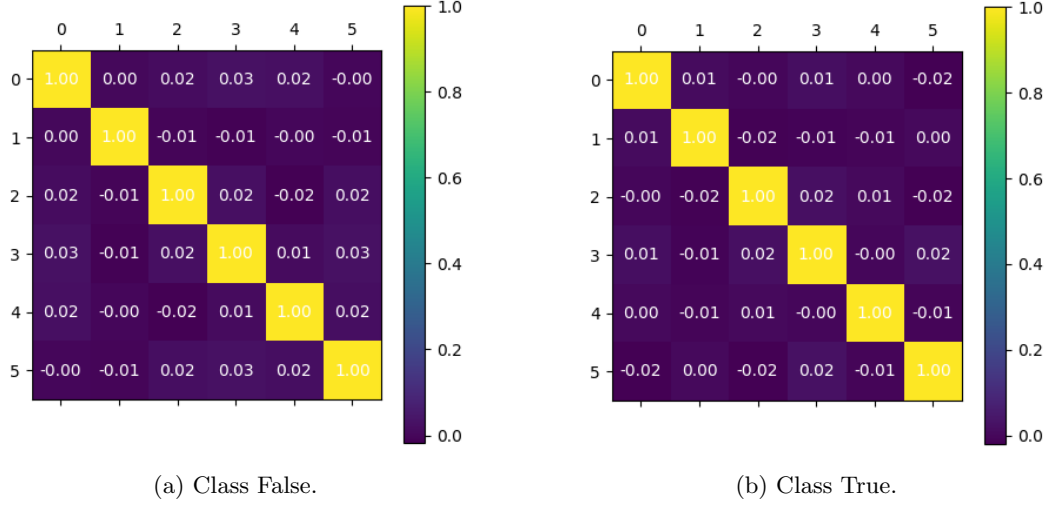 0 1 2 3 4 5
0 1.00 0.00 0.02 0.03 0.02 -0.00
1 0.00 1.00 -0.01 -0.01 -0.00 -0.01
2 0.02 -0.01 1.00 0.02 -0.02 0.02
3 0.03 -0.01 0.02 1.00 0.01 0.03
4 0.02 -0.00 -0.02 0.01 1.00 0.02
5 -0.00 -0.01 0.02 0.03 0.02 1.00
1.0
0.8
0.6
0.4
0.2
0.0
(a) Class False.
0 1 2 3 4 5
0 1.00 0.01 -0.00 0.01 0.00 -0.02
1 0.01 1.00 -0.02 -0.01 -0.01 0.00
2 -0.00 -0.02 1.00 0.02 0.01 -0.02
3 0.01 -0.01 0.02 1.00 -0.00 0.02
4 0.00 -0.01 0.01 -0.00 1.00 -0.01
5 -0.02 0.00 -0.02 0.02 -0.01 1.00
1.0
0.8
0.6
0.4
0.2
0.0
(b) Class True.